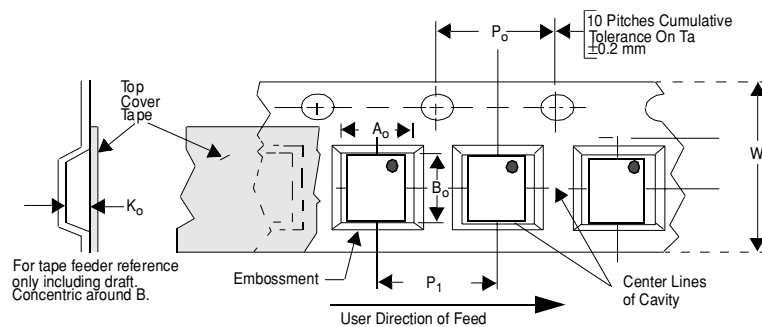 10 Pitches Cumulative
Tolerance On Ta
±0.2 mm
Po
Top
Cover
Tape
Ao
W
Bo
Ko
For tape feeder reference
only including draft.
Concentric around B.
Embossment
P1
Center Lines
of Cavity
User Direction of Feed